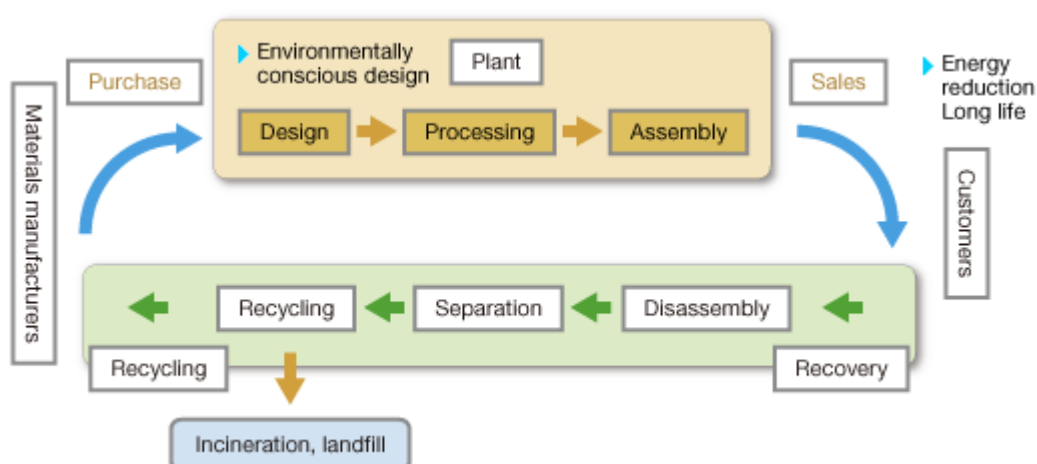 Environmentally
conscious design
Plant
Purchase
Sales
Energy
reduction
Long life
Materials manufacturers
Design
Processing
Assembly
Customers
Recycling
Separation
Disassembly
Recycling
Recovery
Incineration, landfill